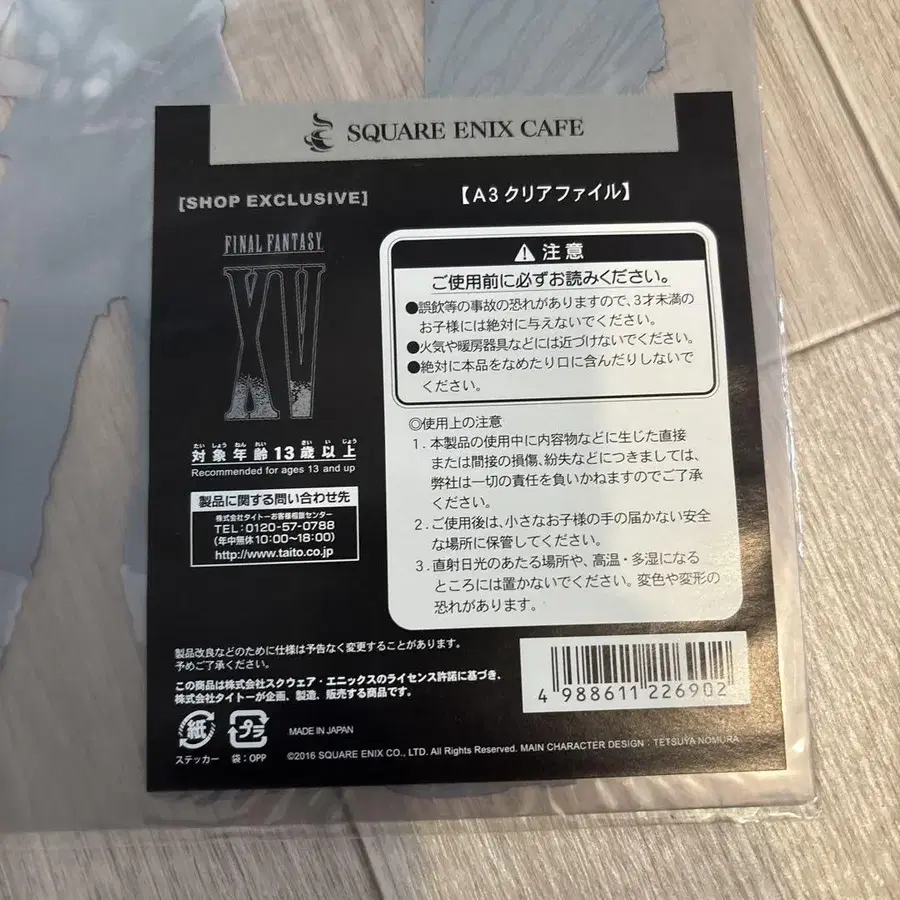 SQUARE ENIX CAFE
[SHOP EXCLUSIVE]
【A3クリアファイル】
FINAL FANTASY
XV
たいしょうねんれい さいいじょう
対象年齢13歳以上
Recommended for ages 13 and up
製品に関する問い合わせ先
株式会社タイトーお客様相談センター
TEL:0120-57-0788
(年中無休10:00~18:00)
http://www.taito.co.jp
注意
ご使用前に必ずお読みください。
●誤飲等の事故の恐れがありますので、3才未満の
お子様には絶対に与えないでください。
●火気や暖房器具などには近づけないでください。
●絶対に本品をなめたり口に含んだりしないで
ください。
◎使用上の注意
1. 本製品の使用中に内容物などに生じた直接
または間接の損傷、紛失などにつきましては、
弊社は一切の責任を負いかねますのでご了承
ください。
2. ご使用後は、小さなお子様の手の届かない安全
な場所に保管してください。
3. 直射日光のあたる場所や、高温・多湿になる
ところには置かないでください。変色や変形の
恐れがあります。
製品改良などのために仕様は予告なく変更することがあります。
予めご了承ください。
この商品は株式会社スクウェア・エニックスのライセンス許諾に基づき、
株式会社タイトーが企画、製造、販売する商品です。
4 988611 226902
紙
プラ
ステッカー
袋:OPP
MADE IN JAPAN
©2016 SQUARE ENIX CO., LTD. All Rights Reserved. MAIN CHARACTER DESIGN : TETSUYA NOMURA